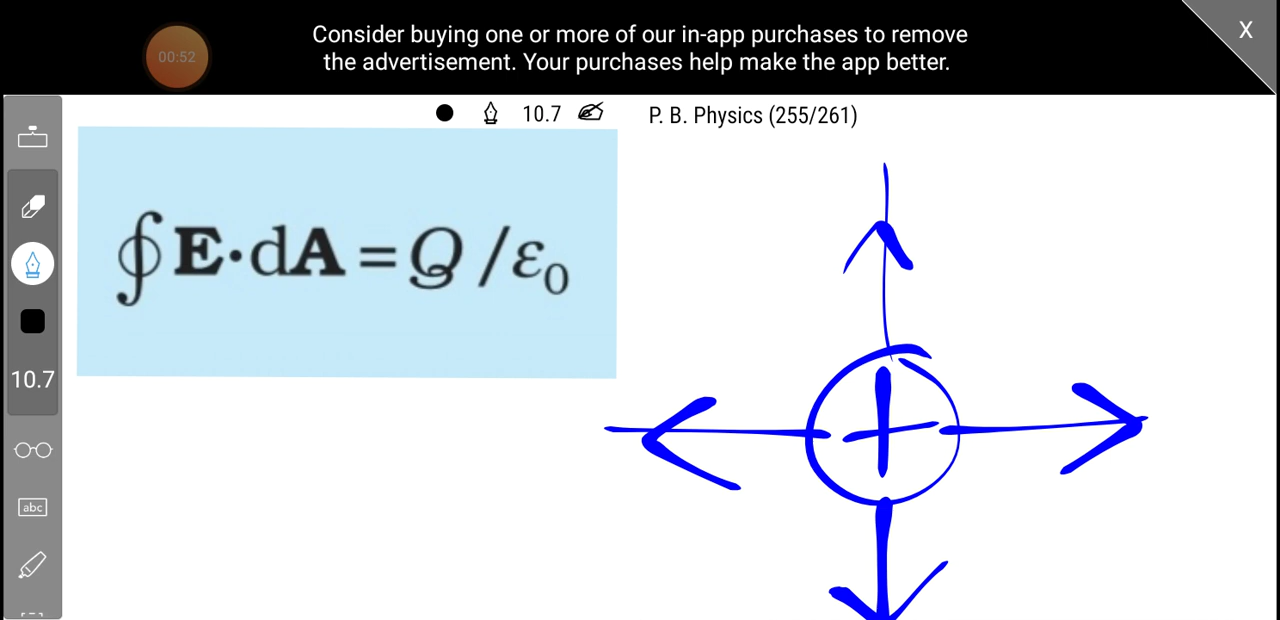 Consider buying one or more of our in-app purchases to remove
the advertisement. Your purchases help make the app better.
X
00:52
10.7
P. B. Physics (255/261)
∮ E·dA = Q /ε₀
+
10.7
abc